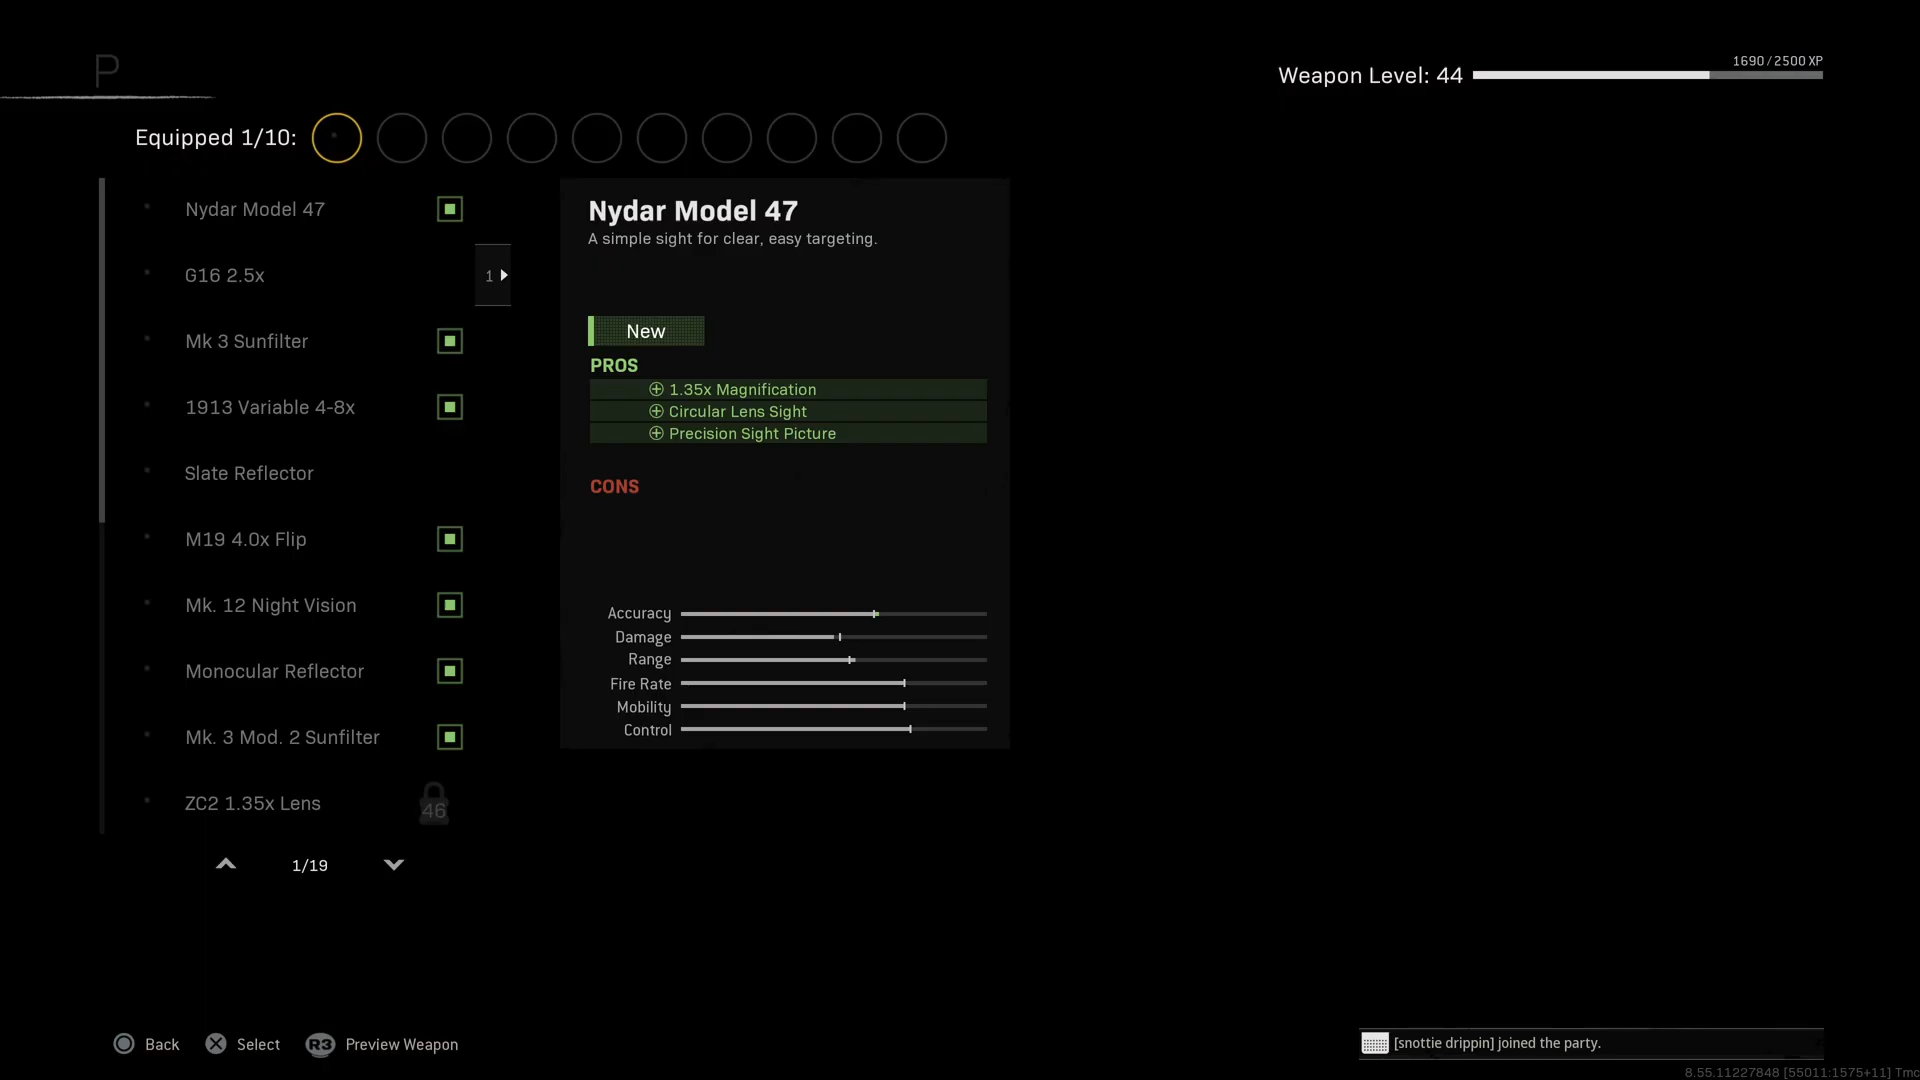 P
Weapon Level: 44
1690/2500 XP
Equipped 1/10:
Nydar Model 47
G16 2.5x
1
Mk 3 Sunfilter
1913 Variable 4-8x
Slate Reflector
M19 4.0x Flip
Mk. 12 Night Vision
Monocular Reflector
Mk. 3 Mod. 2 Sunfilter
ZC2 1.35x Lens
46
1/19
Nydar Model 47
A simple sight for clear, easy targeting.
New
PROS
1.35x Magnification
Circular Lens Sight
Precision Sight Picture
CONS
Accuracy
Damage
Range
Fire Rate
Mobility
Control
Back
Select
R3 Preview Weapon
[snottie drippin] joined the party.
8.55.11227848 [55011:1575+11] Tmc